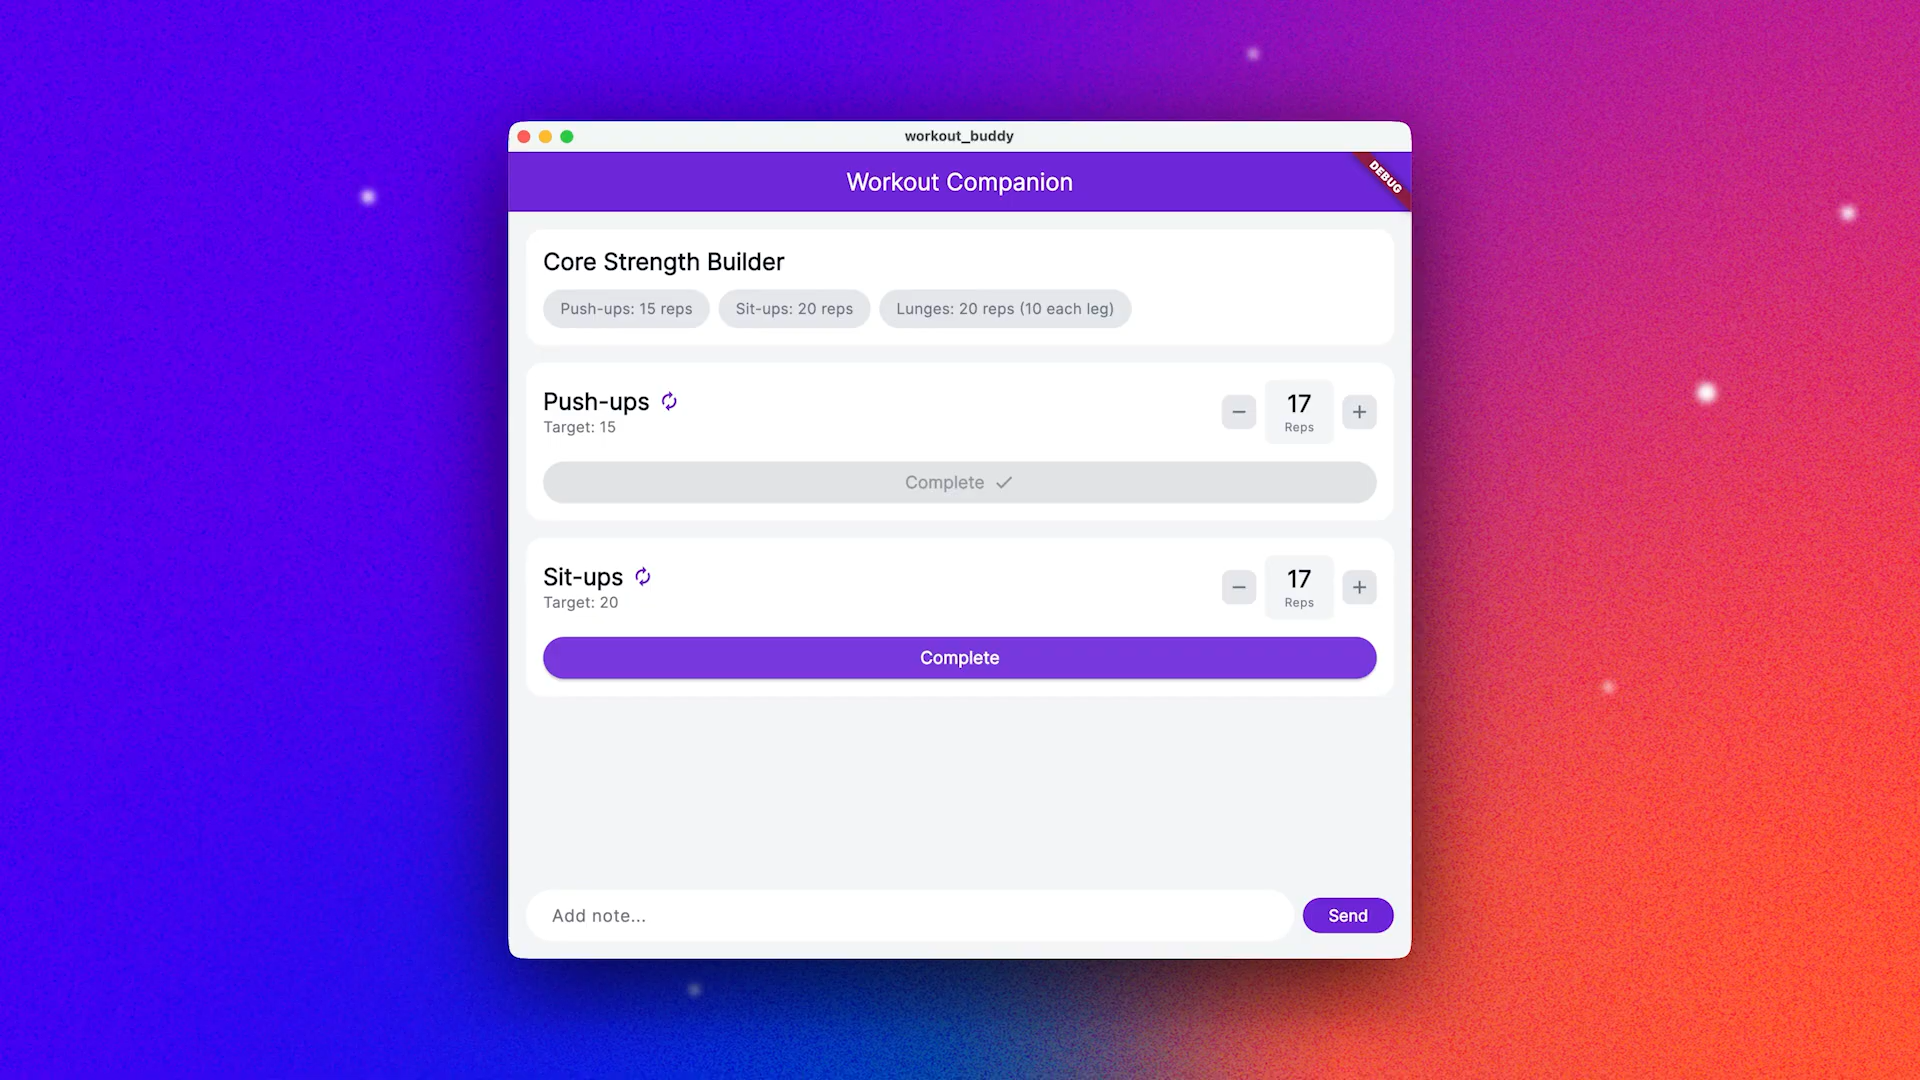 workout_buddy
Workout Companion
DEBUG
Core Strength Builder
Push-ups: 15 reps Sit-ups: 20 reps Lunges: 20 reps (10 each leg)
Push-ups
Target: 15
− 17 +
Reps
Complete
Sit-ups
Target: 20
− 17 +
Reps
Complete
Add note...
Send